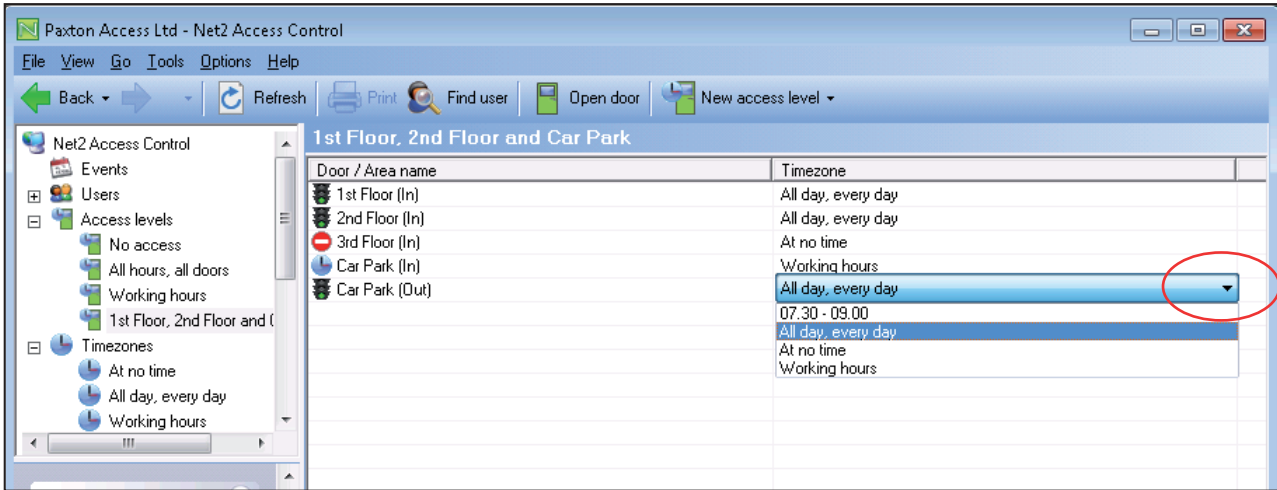 Paxton Access Ltd - Net2 Access Control
File View Go Tools Options Help
Back Refresh Print Find user Open door New access level
Net2 Access Control
Events
Users
Access levels
No access
All hours, all doors
Working hours
1st Floor, 2nd Floor and (
Timezones
At no time
All day, every day
Working hours
1st Floor, 2nd Floor and Car Park
Door / Area name Timezone
1st Floor (In) All day, every day
2nd Floor (In) All day, every day
3rd Floor (In) At no time
Car Park (In) Working hours
Car Park (Out) All day, every day
07.30 - 09.00
All day, every day
At no time
Working hours